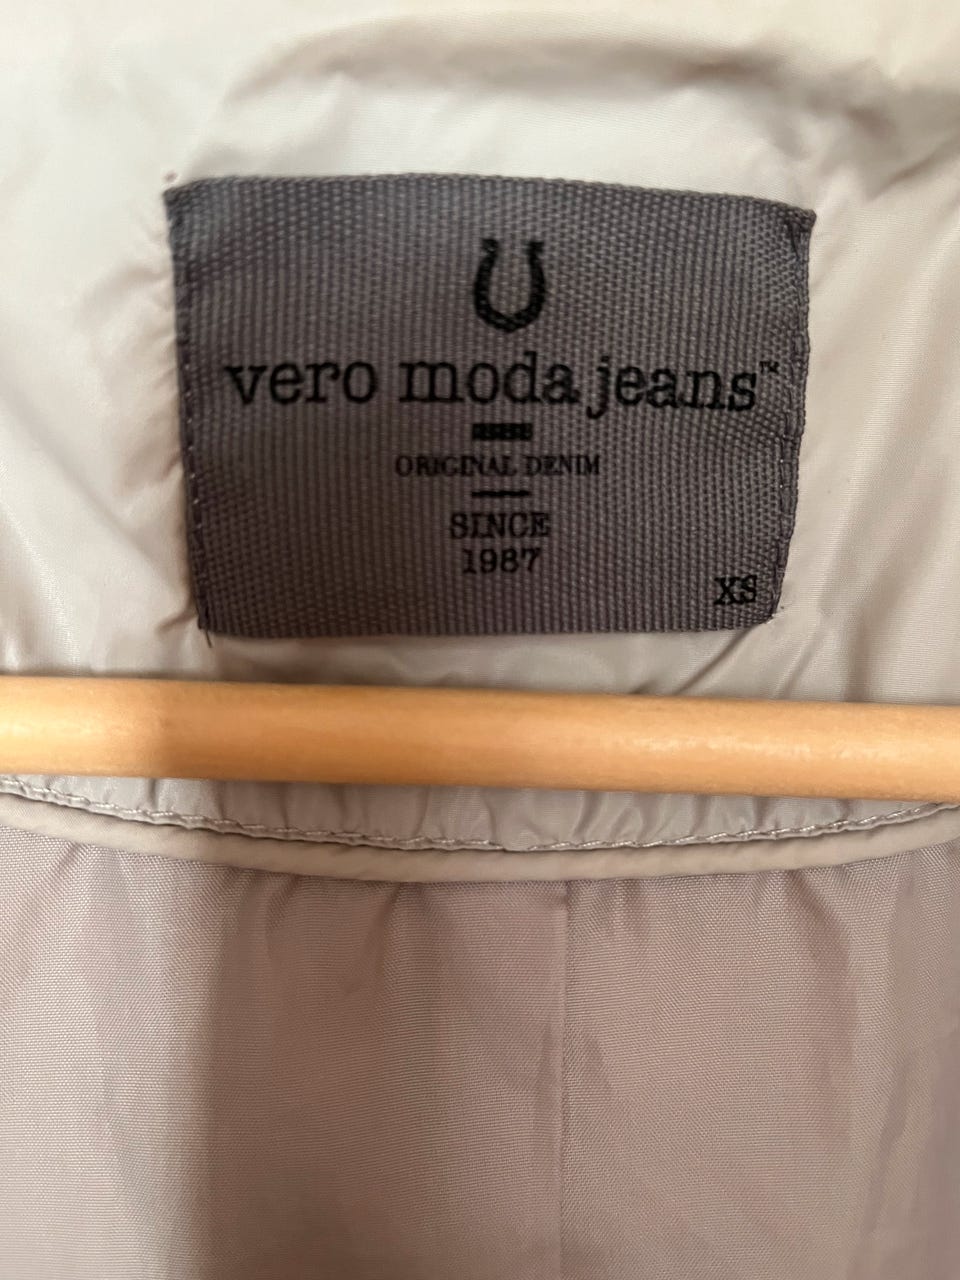 vero moda jeans™
ORIGINAL DENIM
SINCE
1987
XS